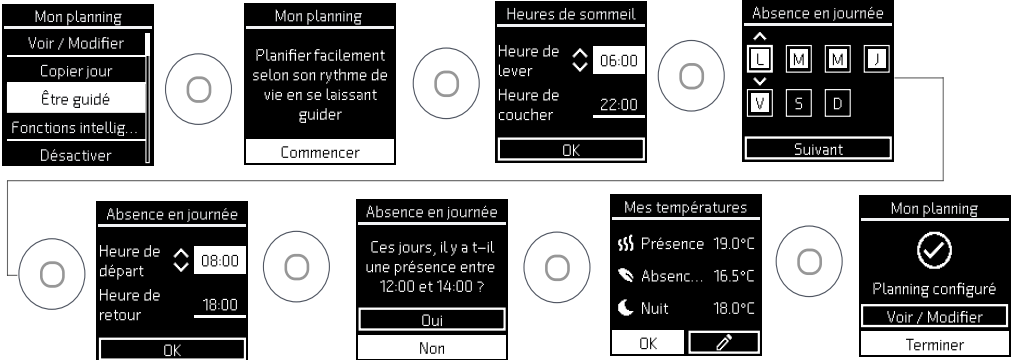 Mon planning
Voir / Modifier
Copier jour
Être guidé
Fonctions intellig...
Désactiver
Mon planning
Planifier facilement
selon son rythme de
vie en se laissant
guider
Commencer
Heures de sommeil
Heure de
lever
06:00
Heure de
coucher
22:00
OK
Absence en journée
L M M J
V S D
Suivant
Absence en journée
Heure de
départ
08:00
Heure de
retour
18:00
OK
Absence en journée
Ces jours, il y a t-il
une présence entre
12:00 et 14:00 ?
Oui
Non
Mes températures
Présence 19.0°C
Absenc... 16.5°C
Nuit 18.0°C
OK
Mon planning
Planning configuré
Voir / Modifier
Terminer